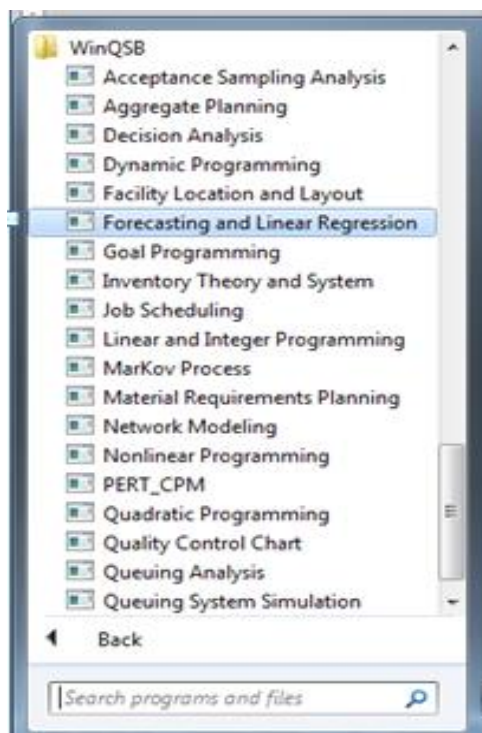 WinQSB
Acceptance Sampling Analysis
Aggregate Planning
Decision Analysis
Dynamic Programming
Facility Location and Layout
Forecasting and Linear Regression
Goal Programming
Inventory Theory and System
Job Scheduling
Linear and Integer Programming
MarKov Process
Material Requirements Planning
Network Modeling
Nonlinear Programming
PERT_CPM
Quadratic Programming
Quality Control Chart
Queuing Analysis
Queuing System Simulation
Back
Search programs and files